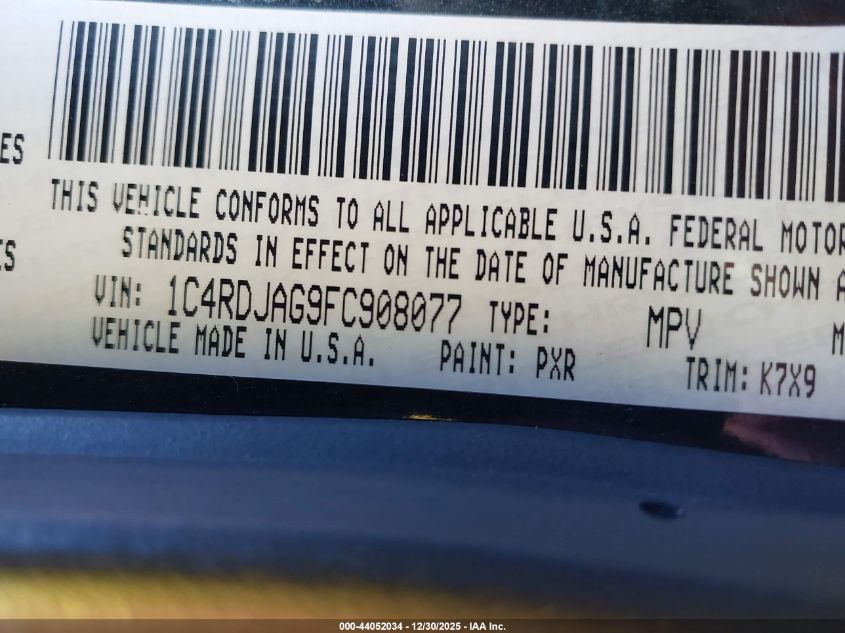 ES
THIS VEHICLE CONFORMS TO ALL APPLICABLE U.S.A. FEDERAL MOTOR
ES
STANDARDS IN EFFECT ON THE DATE OF MANUFACTURE SHOWN A
VIN: 1C4RDJAG9FC908077 TYPE: MPV M
VEHICLE MADE IN U.S.A. PAINT: PXR TRIM: K7X9
000-44052034 - 12/30/2025 - IAA Inc.